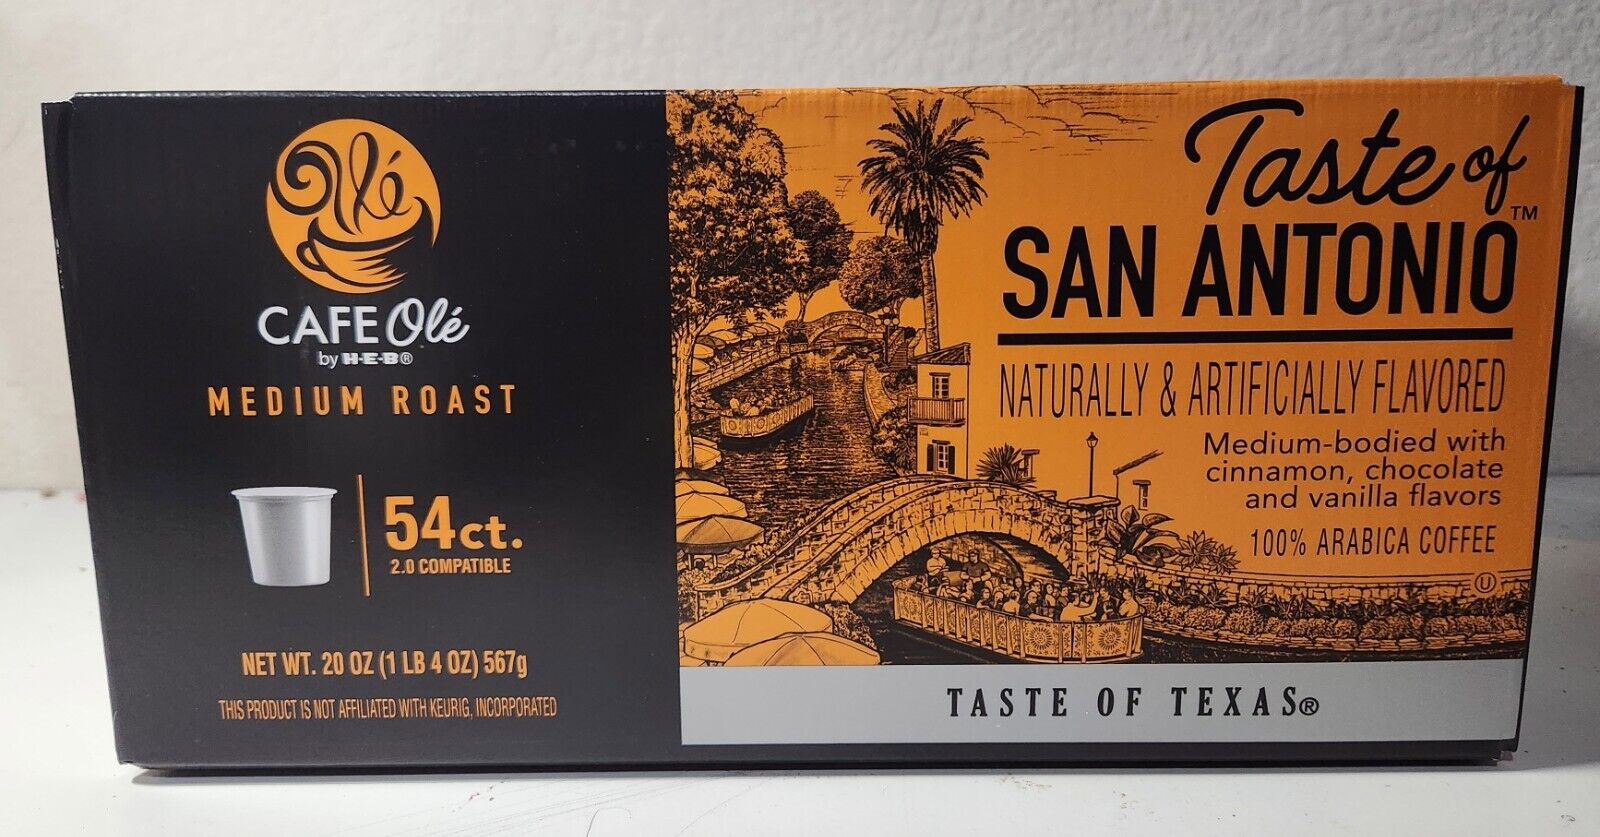 Olé
CAFE Olé
by H-E-B®
MEDIUM ROAST
54ct.
2.0 COMPATIBLE
NET WT. 20 OZ (1 LB 4 OZ) 567g
THIS PRODUCT IS NOT AFFILIATED WITH KEURIG, INCORPORATED
Taste of
SAN ANTONIO™
NATURALLY & ARTIFICIALLY FLAVORED
Medium-bodied with
cinnamon, chocolate
and vanilla flavors
100% ARABICA COFFEE
U
TASTE OF TEXAS®